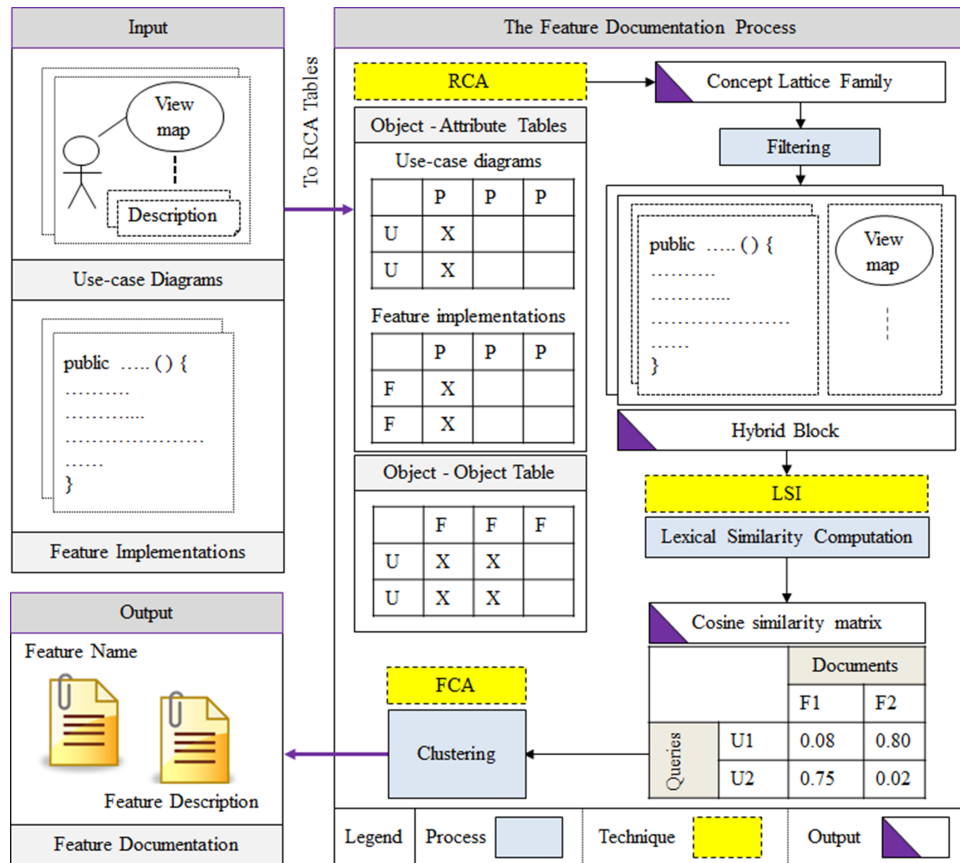 Input
View
map
Description
Use-case Diagrams
public ..... ( ) {
..........
.............
......................
......
}
Feature Implementations
To RCA Tables
The Feature Documentation Process
RCA
Object - Attribute Tables
Use-case diagrams
P P P
U X
U X
Feature implementations
P P P
F X
F X
Object - Object Table
F F F
U X X
U X X
Concept Lattice Family
Filtering
public ..... ( ) {
..........
.............
......................
......
}
View
map
Hybrid Block
LSI
Lexical Similarity Computation
Cosine similarity matrix
Documents
F1 F2
Queries
U1 0.08 0.80
U2 0.75 0.02
FCA
Clustering
Output
Feature Name
Feature Description
Feature Documentation
Legend Process Technique Output